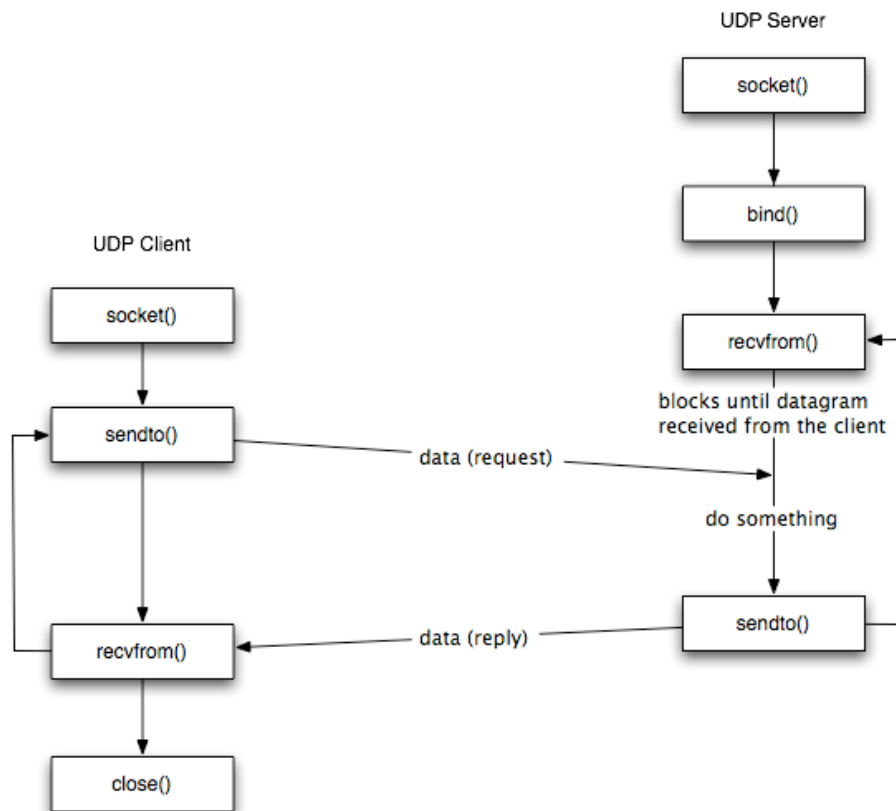 UDP Server
socket()
bind()
UDP Client
socket()
recvfrom()
blocks until datagram
received from the client
sendto()
data (request)
do something
sendto()
data (reply)
recvfrom()
close()